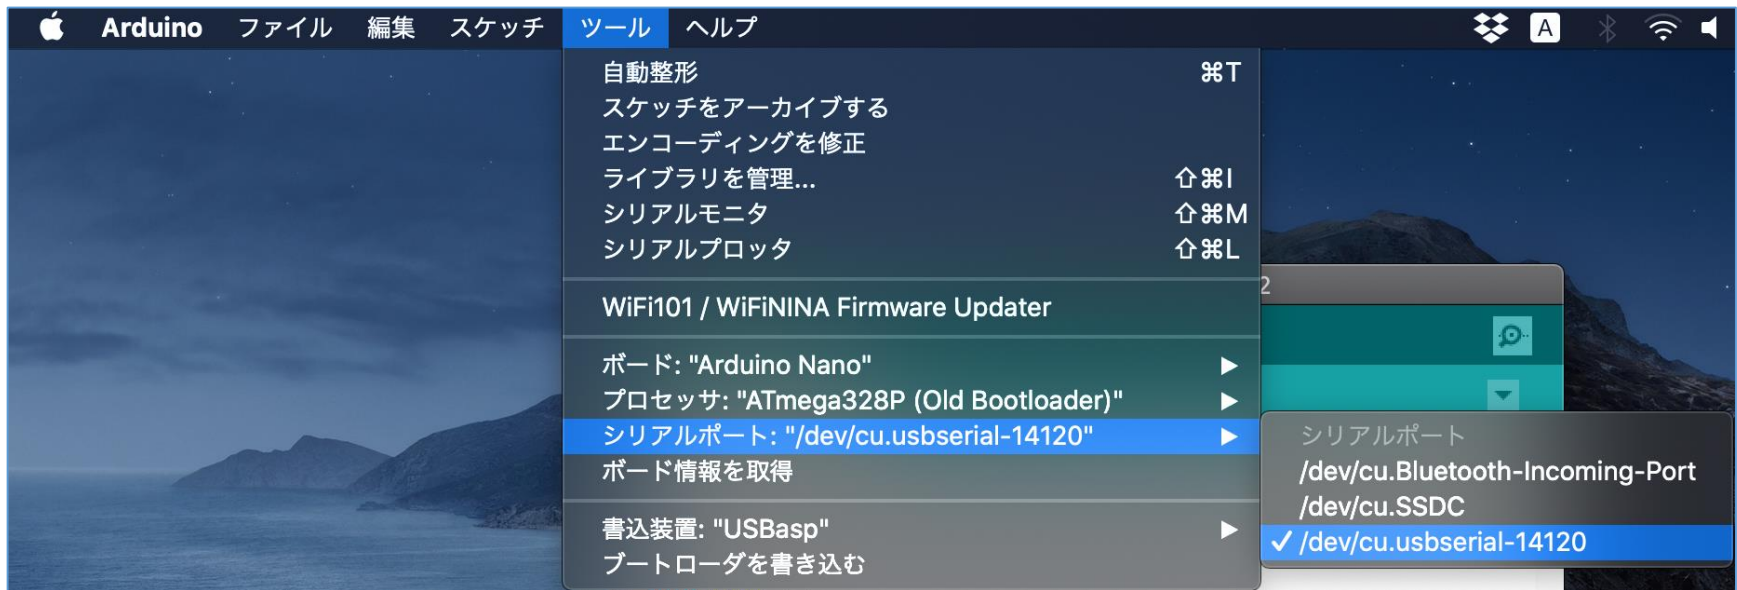 Arduino ファイル 編集 スケッチ ツール ヘルプ A
自動整形 ⌘T
スケッチをアーカイブする
エンコーディングを修正
ライブラリを管理... ⇧⌘I
シリアルモニタ ⇧⌘M
シリアルプロッタ ⇧⌘L
2
WiFi101 / WiFiNINA Firmware Updater
ボード: "Arduino Nano"
プロセッサ: "ATmega328P (Old Bootloader)"
シリアルポート: "/dev/cu.usbserial-14120"
ボード情報を取得
書込装置: "USBasp"
ブートローダを書き込む
シリアルポート
/dev/cu.Bluetooth-Incoming-Port
/dev/cu.SSDC
✓ /dev/cu.usbserial-14120